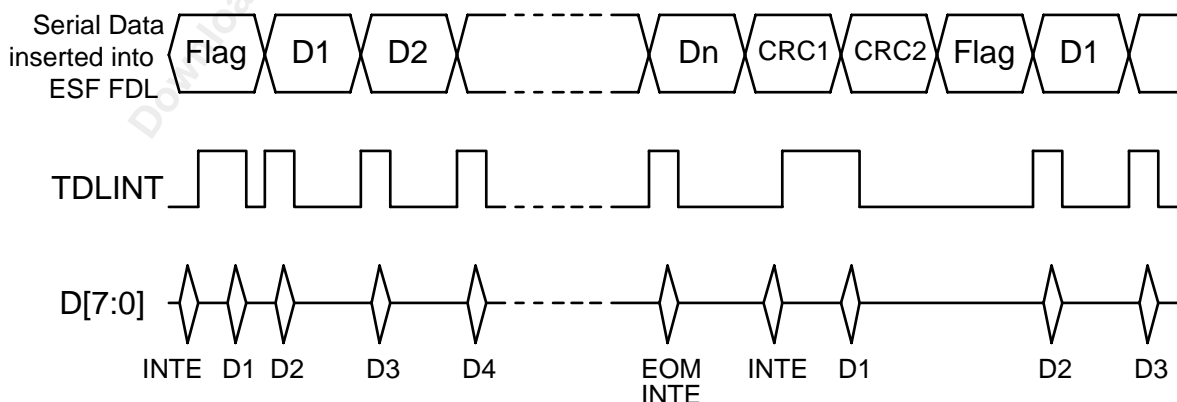 Serial Data
inserted into
ESF FDL
Flag D1 D2 Dn CRC1 CRC2 Flag D1
TDLINT
D[7:0]
INTE D1 D2 D3 D4 EOM INTE D1 D2 D3
INTE